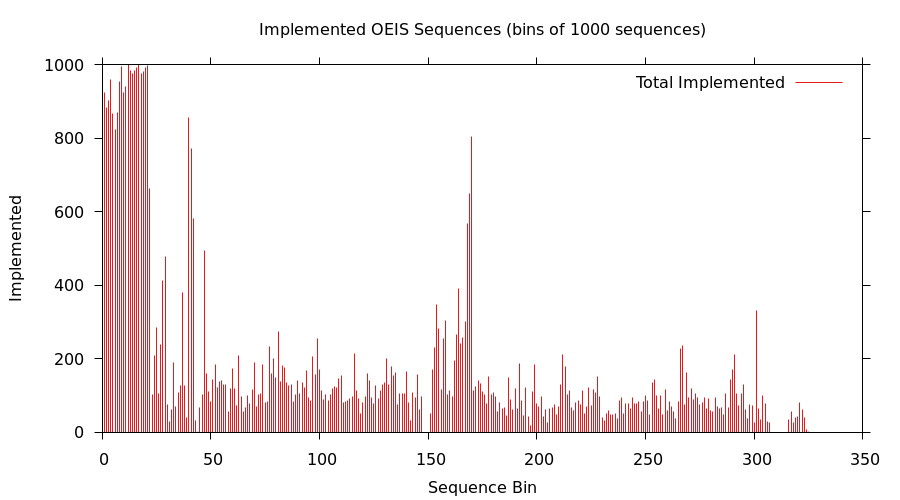 Implemented OEIS Sequences (bins of 1000 sequences)
Total Implemented
Implemented
1000
800
600
400
200
0
0 50 100 150 200 250 300 350
Sequence Bin